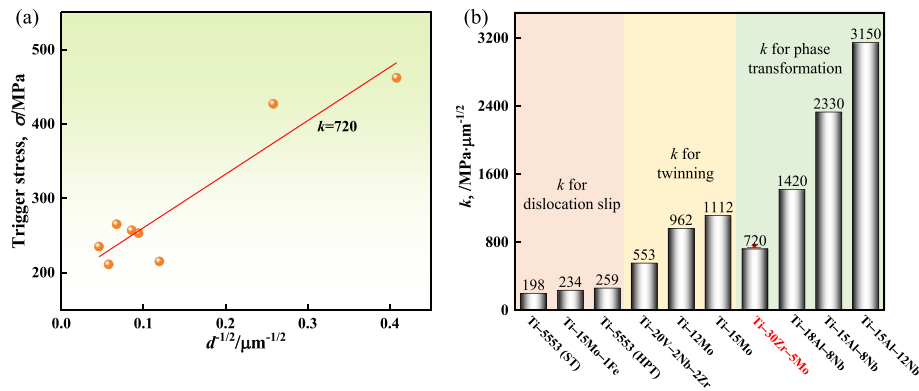 (a)
500
400
300
200
Trigger stress, σ/MPa
k=720
0.0
0.1
0.2
0.3
0.4
d-1/2/μm-1/2
(b)
3200
2400
1600
800
0
k, /MPa·μm-1/2
k for
dislocation slip
k for
twinning
k for phase
transformation
198
234
259
553
962
1112
720
1420
2330
3150
Ti–5553 (ST)
Ti–15Mo–1Fe
Ti–5553 (HPT)
Ti–20V–2Nb–2Zr
Ti–12Mo
Ti–15Mo
Ti–30Zr–5Mo
Ti–18Al–8Nb
Ti–15Al–8Nb
Ti–15Al–12Nb